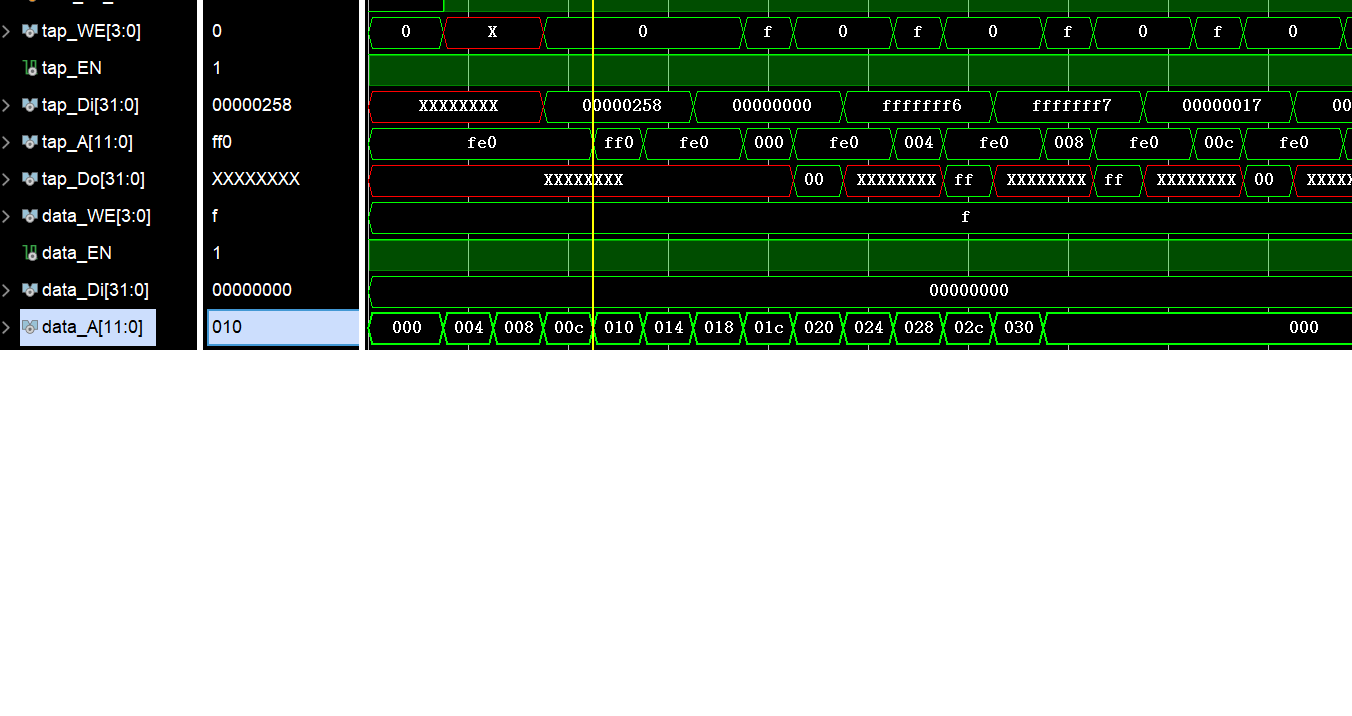 tap_WE[3:0] 0 0 X 0 f 0 f 0 f 0 f 0
tap_EN 1
tap_Di[31:0] 00000258 XXXXXXXX 00000258 00000000 fffffff6 fffffff7 00000017 00
tap_A[11:0] ff0 fe0 ff0 fe0 000 fe0 004 fe0 008 fe0 00c fe0
tap_Do[31:0] XXXXXXXX XXXXXXXX 00 XXXXXXXX ff XXXXXXXX ff XXXXXXXX 00 XXXXX
data_WE[3:0] f f
data_EN 1
data_Di[31:0] 00000000 00000000
data_A[11:0] 010 000 004 008 00c 010 014 018 01c 020 024 028 02c 030 000